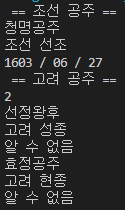 == 조선 공주 ==
청명공주
조선 선조
1603 / 06 / 27
== 고려 공주 ==
2
선정왕후
고려 성종
알 수 없음
효정공주
고려 현종
알 수 없음